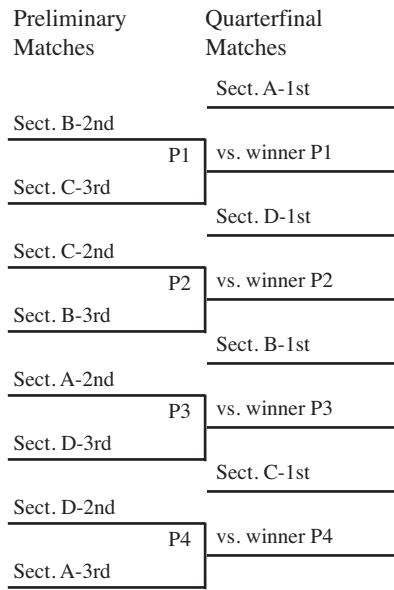 Preliminary Matches
Quarterfinal Matches
Sect. A-1st
Sect. B-2nd
P1
vs. winner P1
Sect. C-3rd
Sect. D-1st
Sect. C-2nd
P2
vs. winner P2
Sect. B-3rd
Sect. B-1st
Sect. A-2nd
P3
vs. winner P3
Sect. D-3rd
Sect. C-1st
Sect. D-2nd
P4
vs. winner P4
Sect. A-3rd